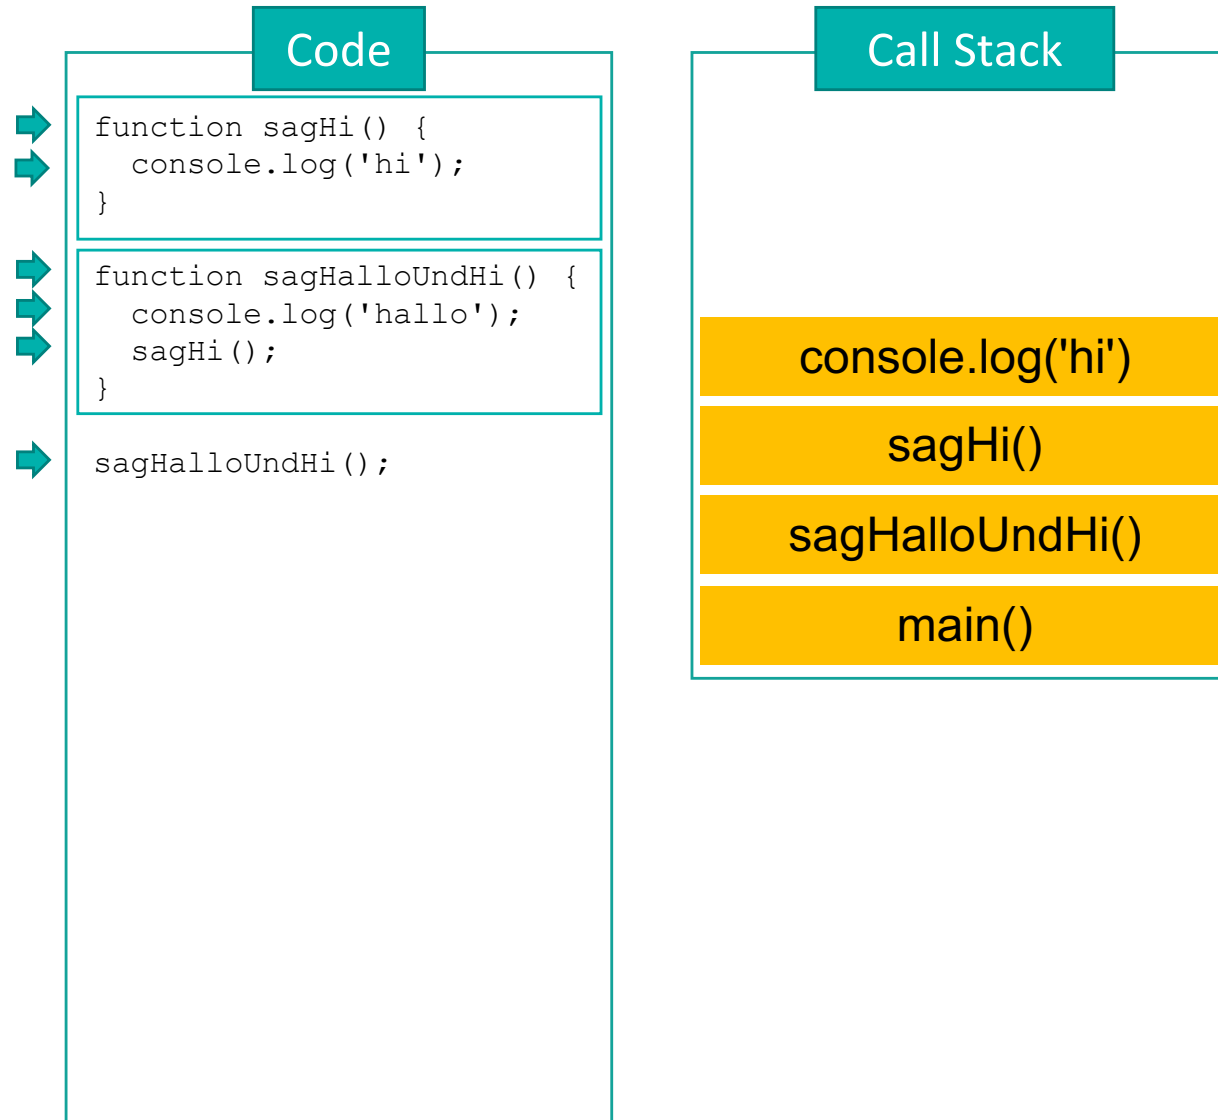 Code
function sagHi() {
  console.log('hi');
}
function sagHalloUndHi() {
  console.log('hallo');
  sagHi();
}
sagHalloUndHi();
Call Stack
console.log('hi')
sagHi()
sagHalloUndHi()
main()